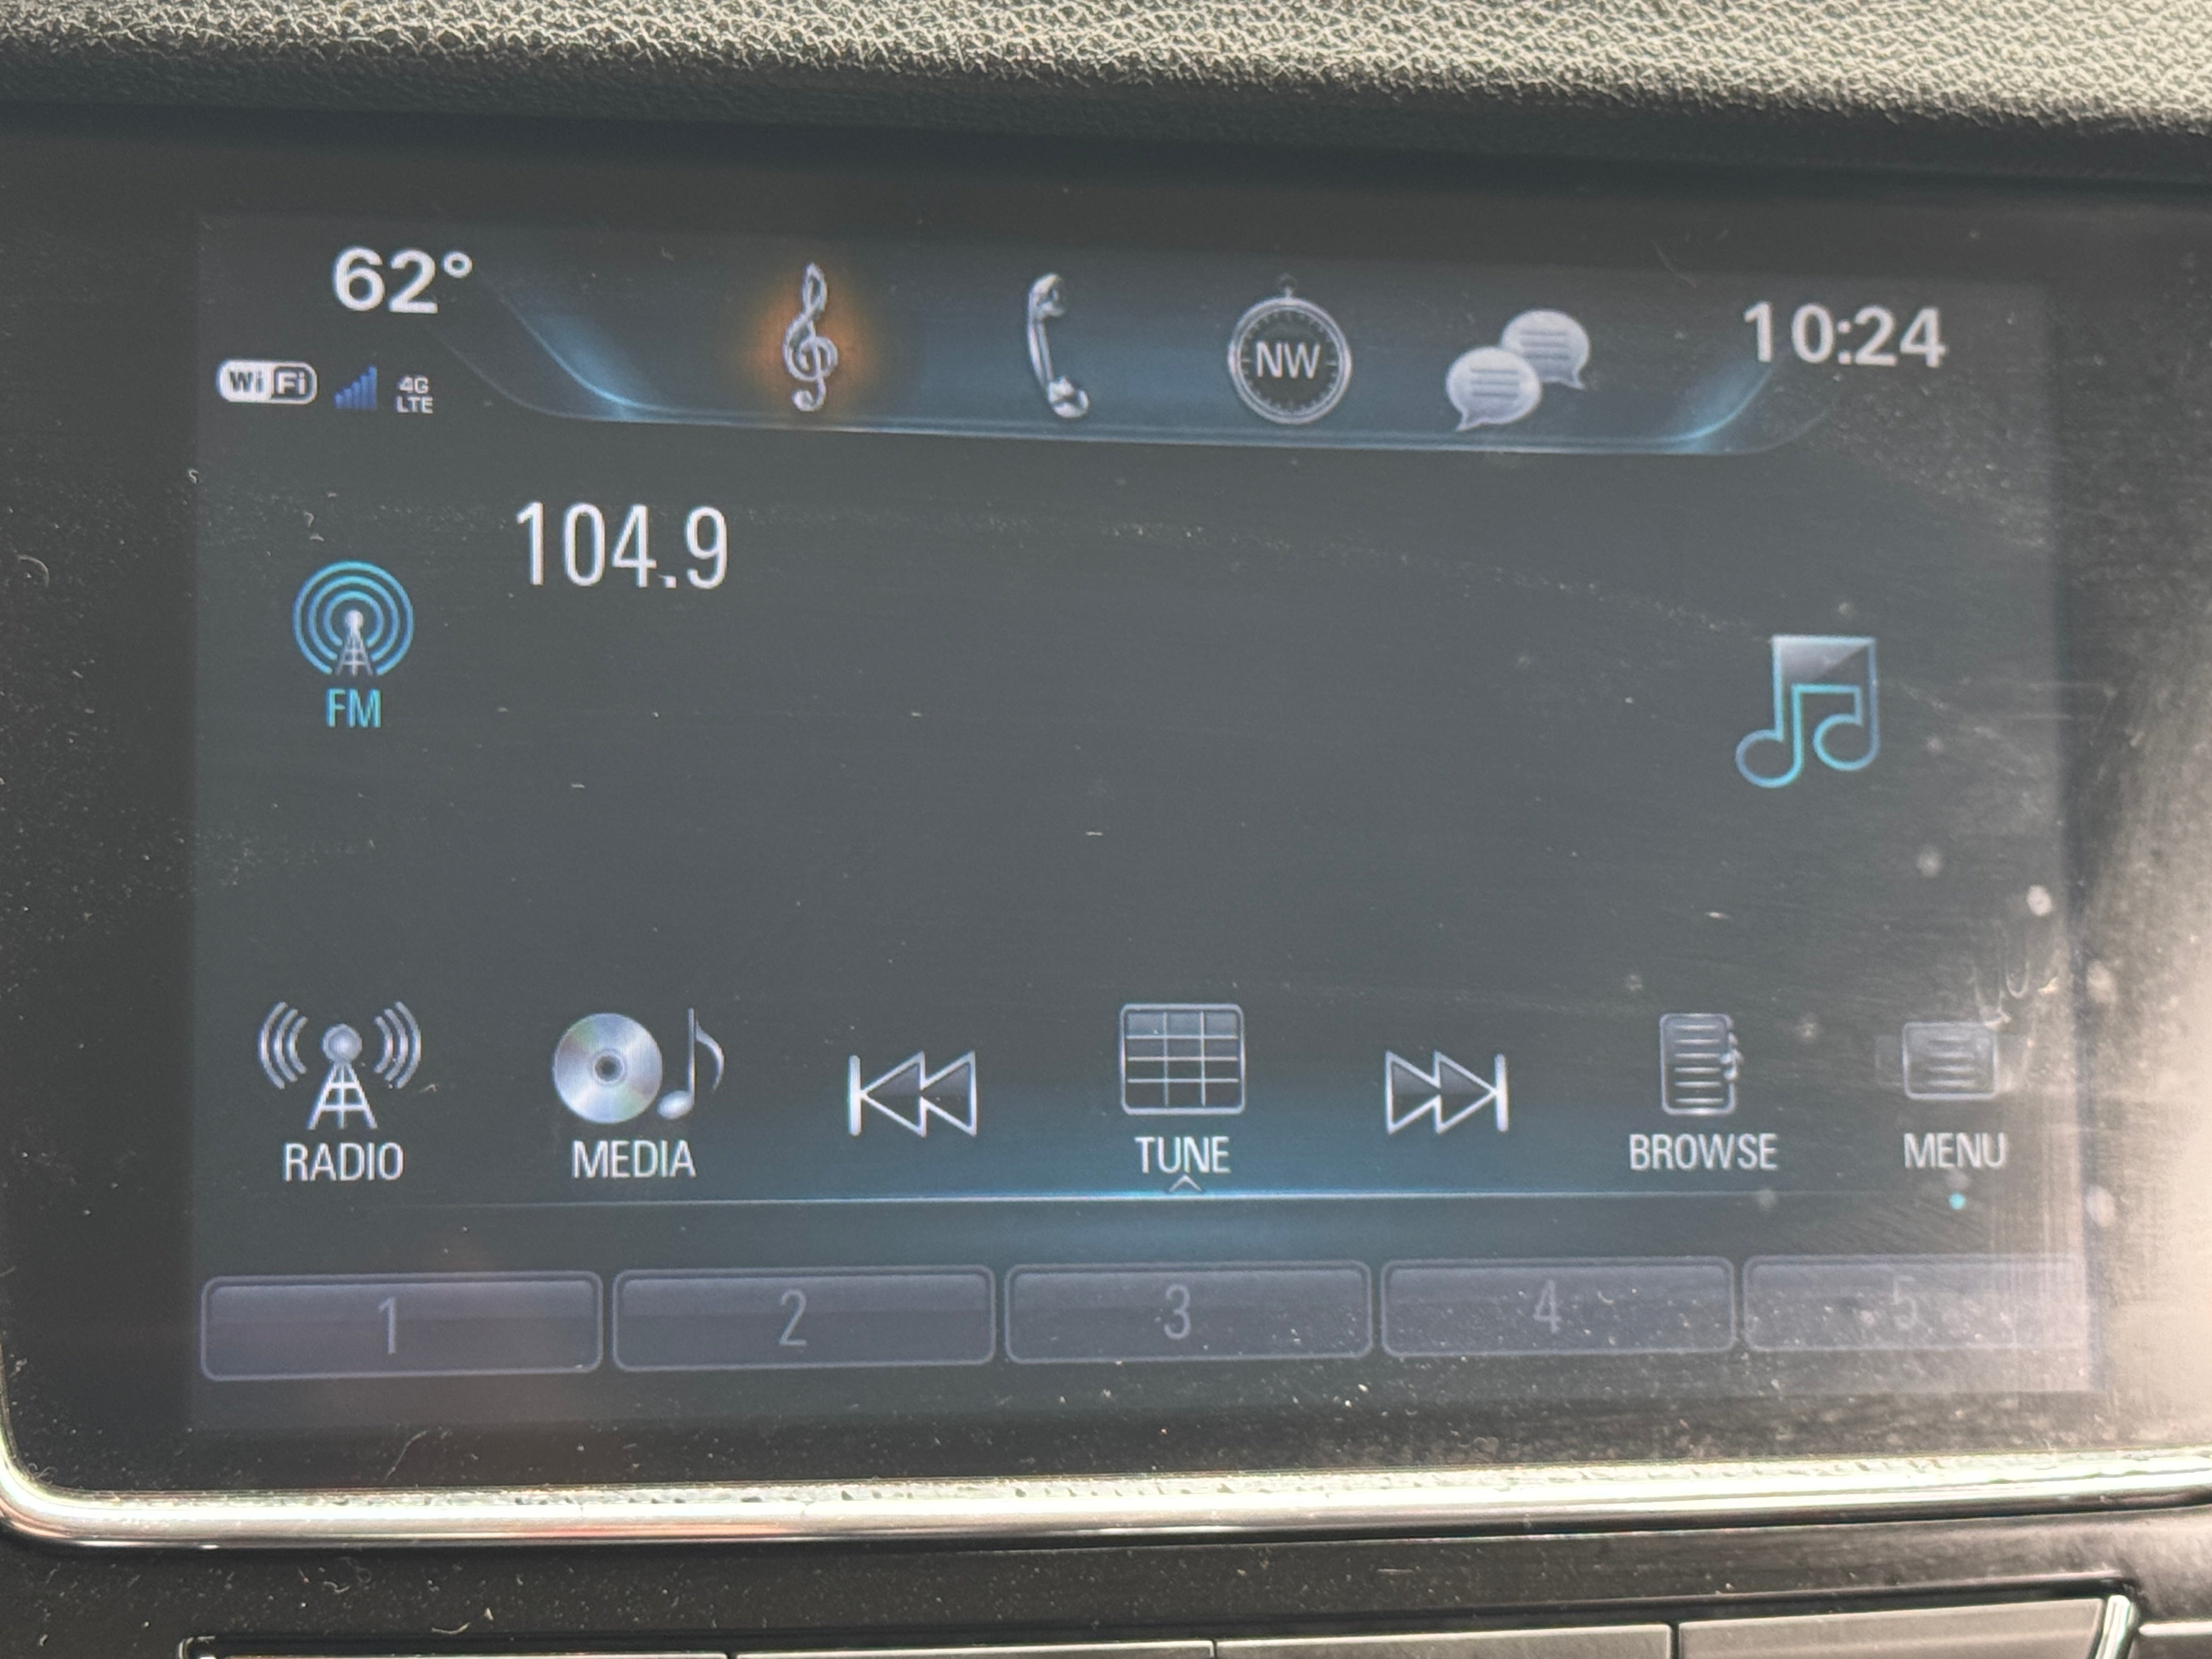 62°
NW
10:24
WiFi
4G
LTE
104.9
FM
RADIO
MEDIA
TUNE
BROWSE
MENU
1
2
3
4
5